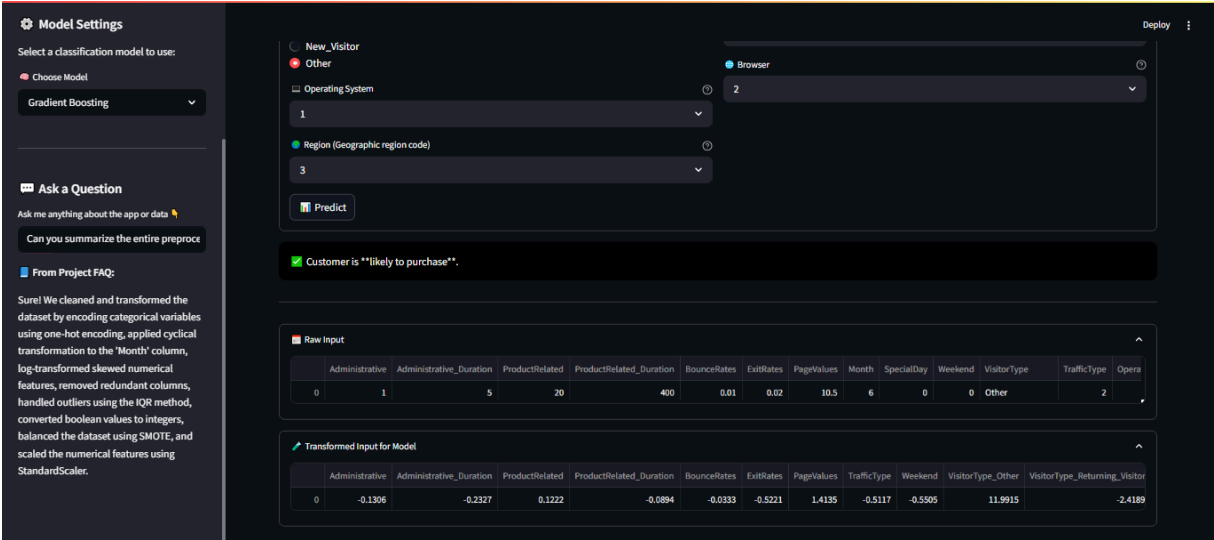 Model Settings
Select a classification model to use:
Choose Model
Gradient Boosting
Ask a Question
Ask me anything about the app or data
Can you summarize the entire preproce
From Project FAQ:
Sure! We cleaned and transformed the
dataset by encoding categorical variables
using one-hot encoding, applied cyclical
transformation to the 'Month' column,
log-transformed skewed numerical
features, removed redundant columns,
handled outliers using the IQR method,
converted boolean values to integers,
balanced the dataset using SMOTE, and
scaled the numerical features using
StandardScaler.
Deploy
New_Visitor
Other
Operating System
1
Region (Geographic region code)
3
Browser
2
Predict
Customer is **likely to purchase**.
Raw Input
Administrative Administrative_Duration ProductRelated ProductRelated_Duration BounceRates ExitRates PageValues Month SpecialDay Weekend VisitorType TrafficType Opera
0 1 5 20 400 0.01 0.02 10.5 6 0 0 Other 2
Transformed Input for Model
Administrative Administrative_Duration ProductRelated ProductRelated_Duration BounceRates ExitRates PageValues TrafficType Weekend VisitorType_Other VisitorType_Returning_Visitor
0 -0.1306 -0.2327 0.1222 -0.0894 -0.0333 -0.5221 1.4135 -0.5117 -0.5505 11.9915 -2.4189